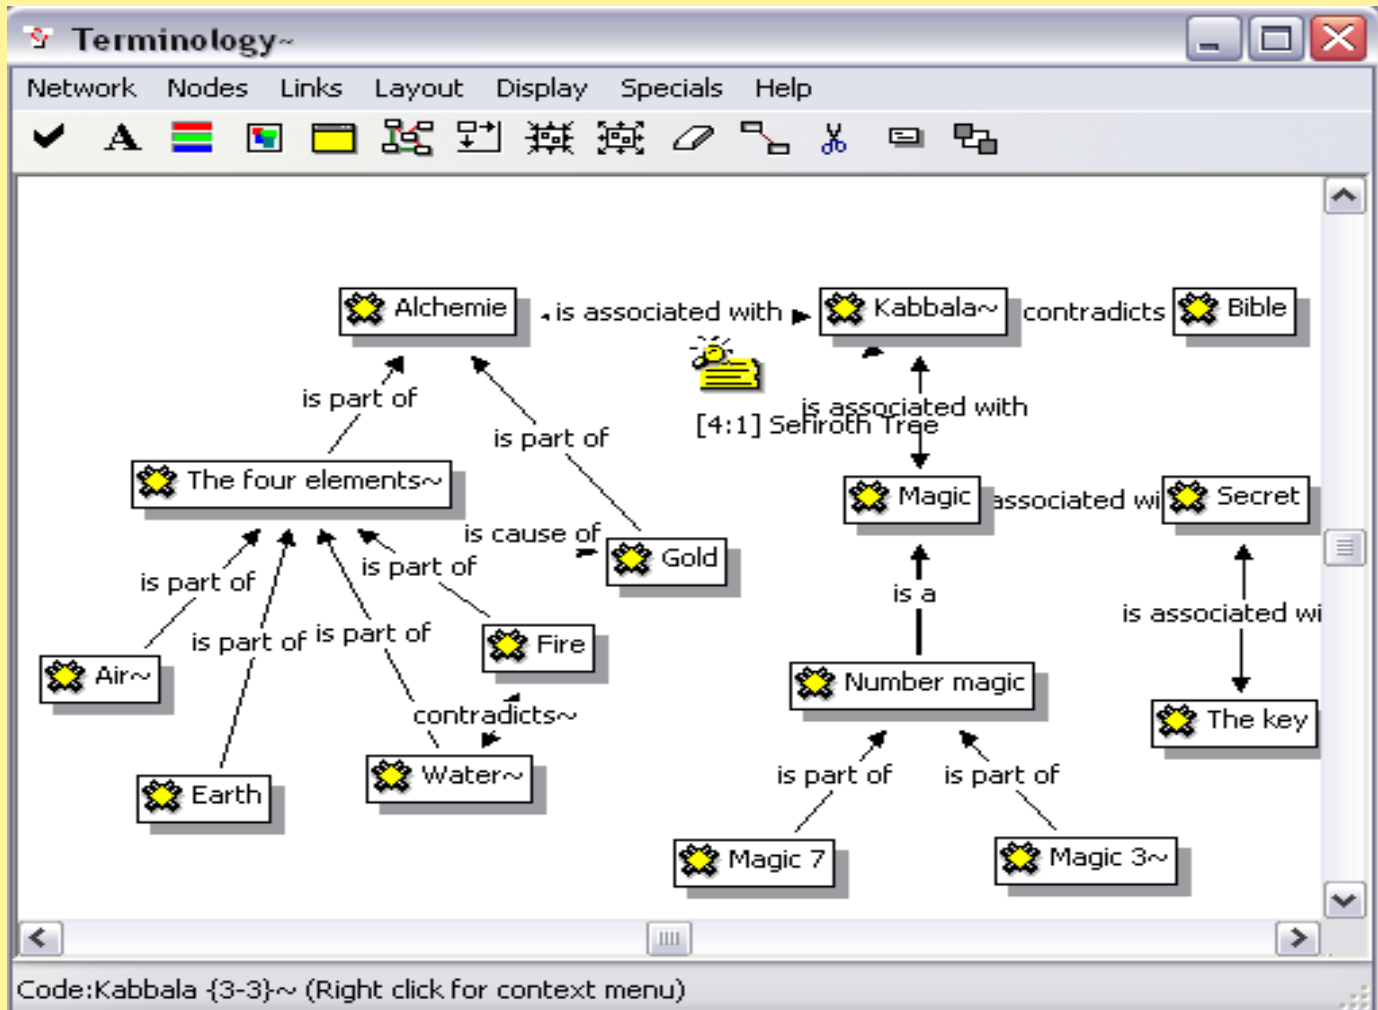 Terminology~
Network Nodes Links Layout Display Specials Help
A
Alchemie
is associated with
Kabbala~
contradicts
Bible
is part of
is associated with
[4:1] Sefiroth Tree
is part of
The four elements~
Magic
associated wi
Secret
is cause of
Gold
is part of
is part of
is a
is associated wi
is part of
is part of
Fire
Air~
Number magic
contradicts~
The key
Water~
Earth
is part of
is part of
Magic 7
Magic 3~
Code:Kabbala {3-3}~ (Right click for context menu)